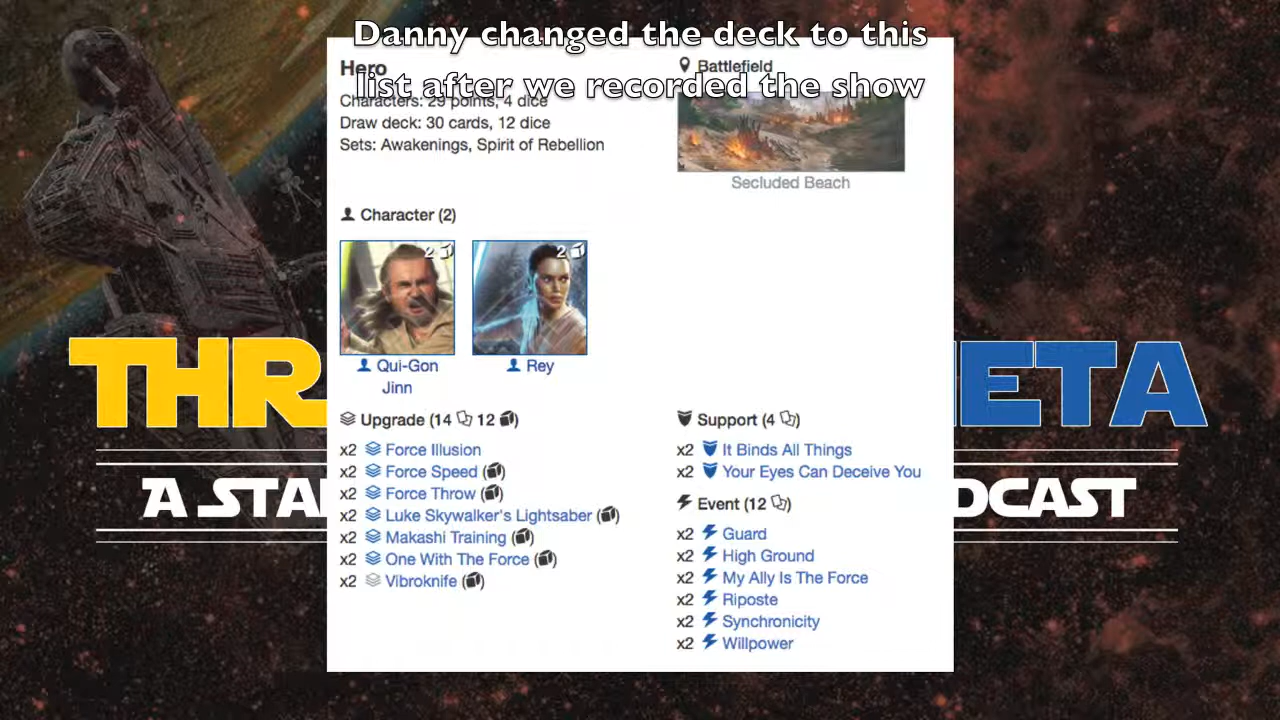 Danny changed the deck to this
list after we recorded the show
Hero
Characters: 29 points, 4 dice
Draw deck: 30 cards, 12 dice
Sets: Awakenings, Spirit of Rebellion
Battlefield
Secluded Beach
Character (2)
2
2
Qui-Gon
Jinn
Rey
Upgrade (14 12)
x2 Force Illusion
x2 Force Speed ()
x2 Force Throw ()
x2 Luke Skywalker's Lightsaber ()
x2 Makashi Training ()
x2 One With The Force ()
x2 Vibroknife ()
Support (4)
x2 It Binds All Things
x2 Your Eyes Can Deceive You
Event (12)
x2 Guard
x2 High Ground
x2 My Ally Is The Force
x2 Riposte
x2 Synchronicity
x2 Willpower